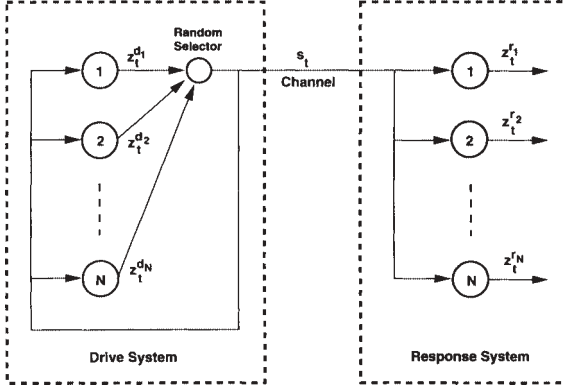 Random
Selector
1
z_t^{d_1}
2
z_t^{d_2}
N
z_t^{d_N}
s_t
Channel
1
z_t^{r_1}
2
z_t^{r_2}
N
z_t^{r_N}
Drive System
Response System